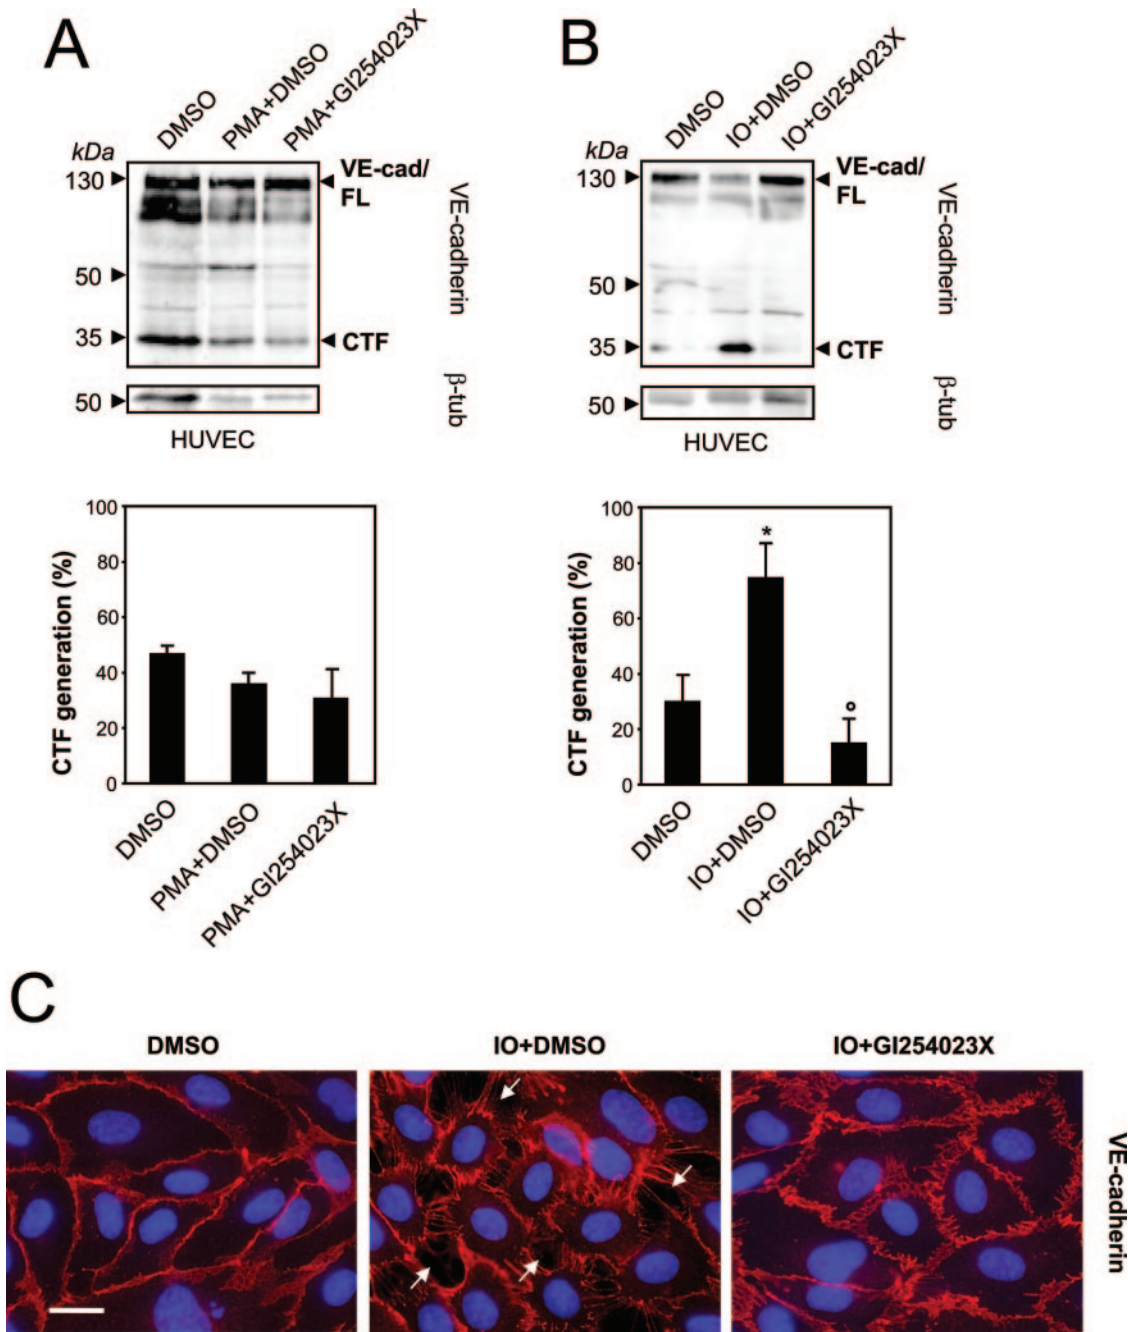 A
DMSO
PMA+DMSO
PMA+GI254023X
kDa
130
VE-cad/
FL
50
35
CTF
VE-cadherin
50
β-tub
HUVEC
CTF generation (%)
100
80
60
40
20
0
DMSO
PMA+DMSO
PMA+GI254023X
B
DMSO
IO+DMSO
IO+GI254023X
kDa
130
VE-cad/
FL
50
35
CTF
VE-cadherin
50
β-tub
HUVEC
CTF generation (%)
100
80
60
40
20
0
*
°
DMSO
IO+DMSO
IO+GI254023X
C
DMSO
IO+DMSO
IO+GI254023X
VE-cadherin